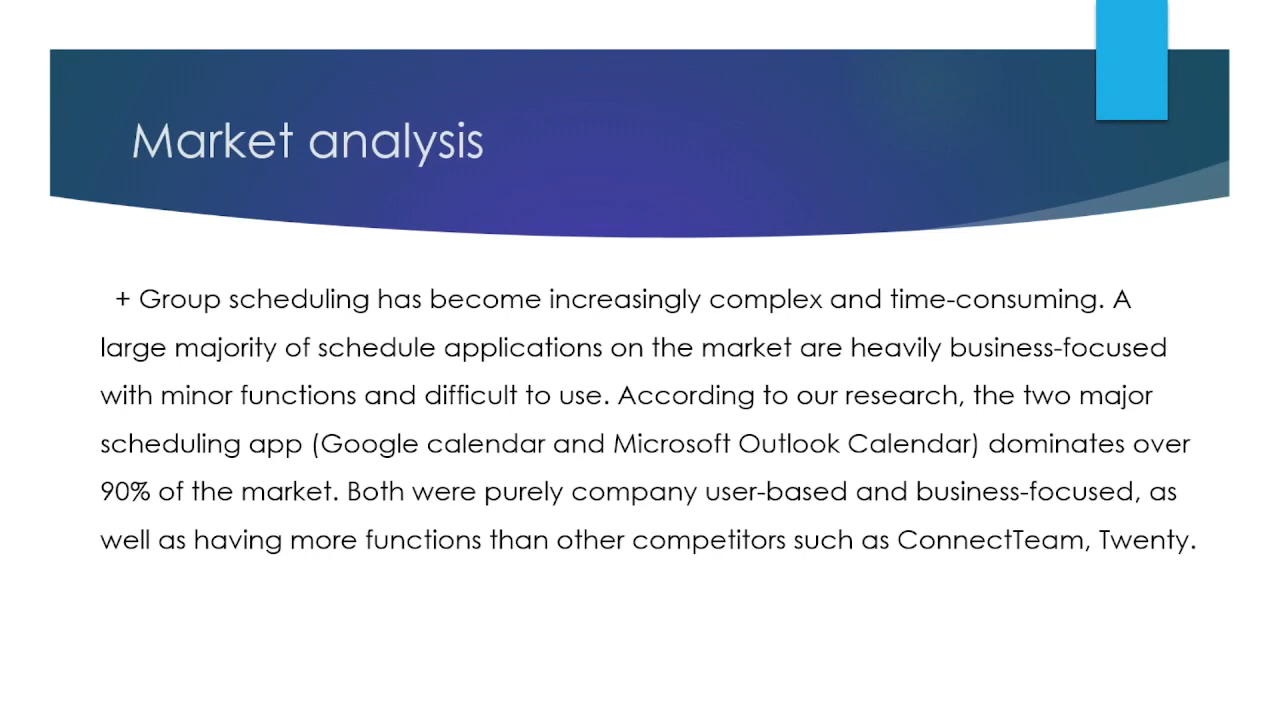 Market analysis
+ Group scheduling has become increasingly complex and time-consuming. A
large majority of schedule applications on the market are heavily business-focused
with minor functions and difficult to use. According to our research, the two major
scheduling app (Google calendar and Microsoft Outlook Calendar) dominates over
90% of the market. Both were purely company user-based and business-focused, as
well as having more functions than other competitors such as ConnectTeam, Twenty.